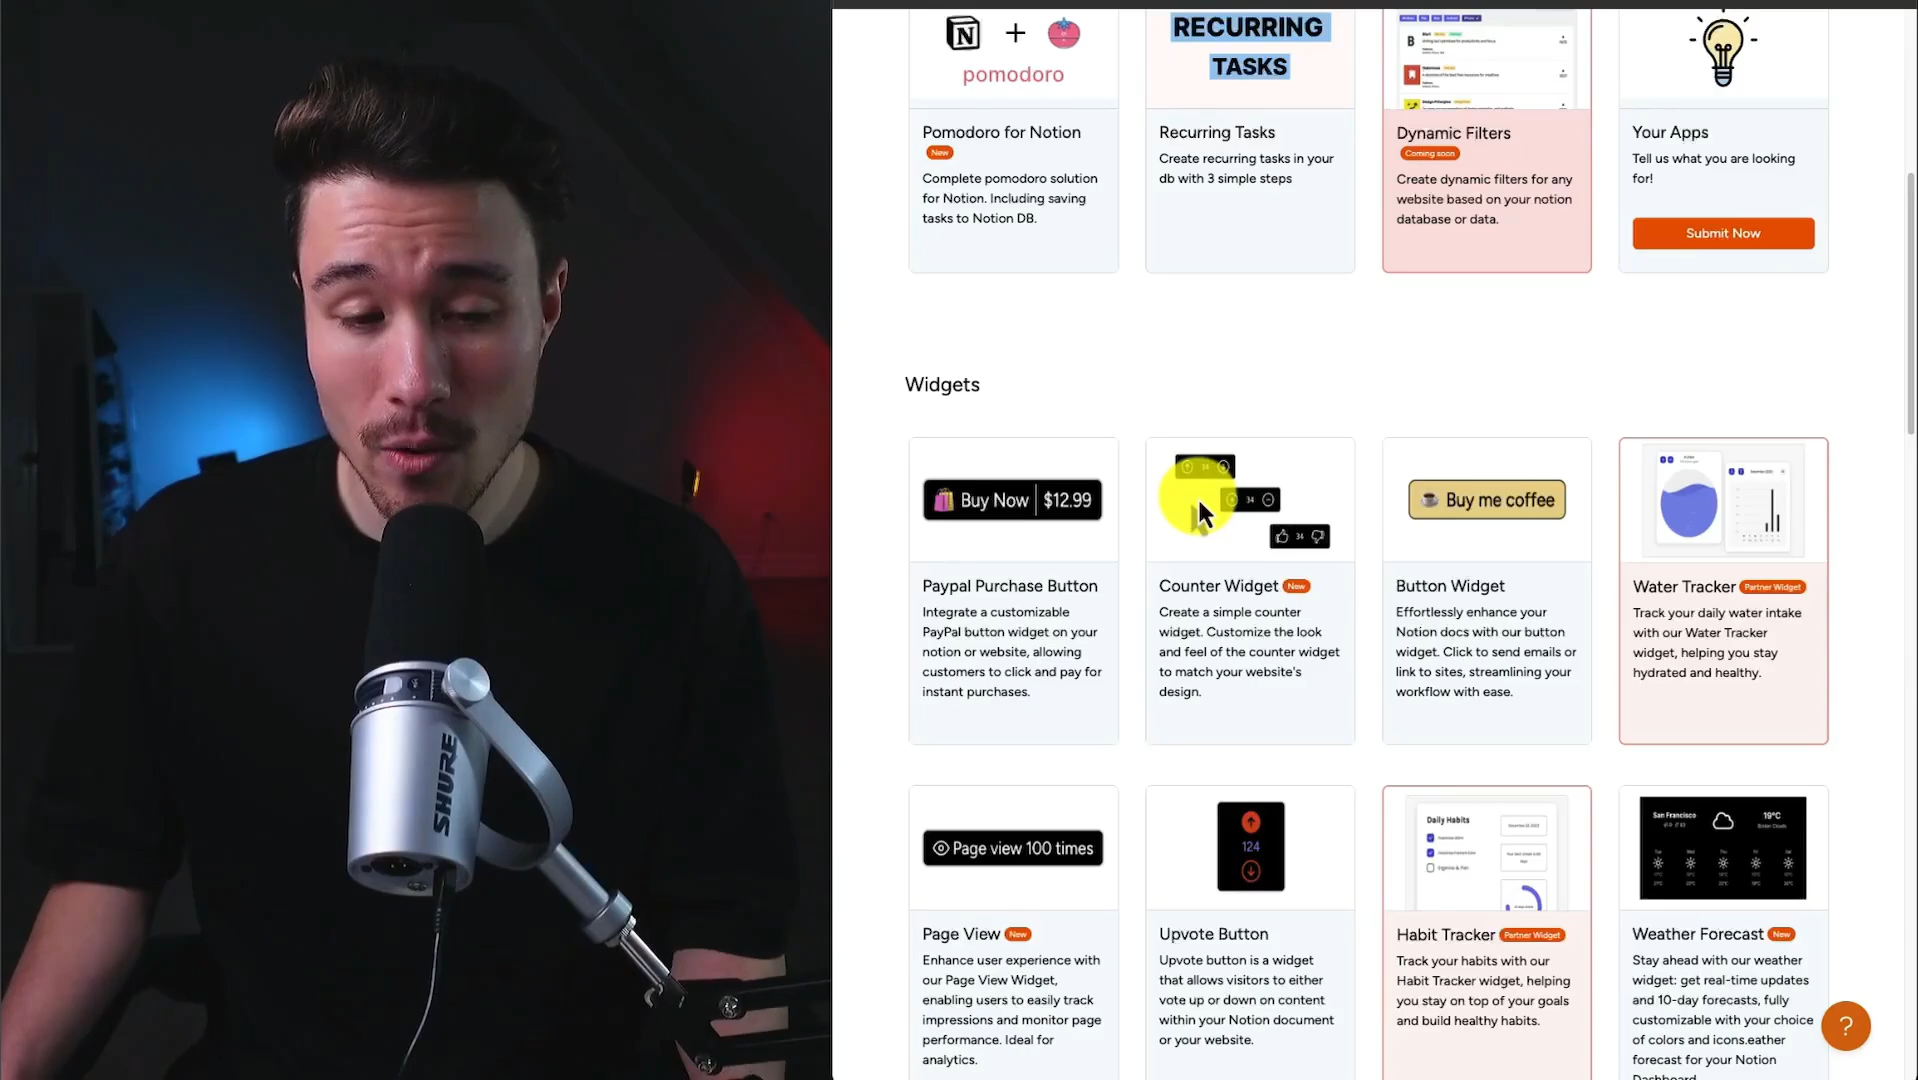 N
pomodoro
Pomodoro for Notion
New
Complete pomodoro solution
for Notion. Including saving
tasks to Notion DB.
RECURRING
TASKS
Recurring Tasks
Create recurring tasks in your
db with 3 simple steps
Dynamic Filters
Coming soon
Create dynamic filters for any
website based on your notion
database or data.
Your Apps
Tell us what you are looking
for!
Submit Now
Widgets
Buy Now $12.99
Paypal Purchase Button
Integrate a customizable
PayPal button widget on your
notion or website, allowing
customers to click and pay for
instant purchases.
34
34
34
Counter Widget New
Create a simple counter
widget. Customize the look
and feel of the counter widget
to match your website's
design.
Buy me coffee
Button Widget
Effortlessly enhance your
Notion docs with our button
widget. Click to send emails or
link to sites, streamlining your
workflow with ease.
Water Tracker Partner Widget
Track your daily water intake
with our Water Tracker
widget, helping you stay
hydrated and healthy.
Page view 100 times
Page View New
Enhance user experience with
our Page View Widget,
enabling users to easily track
impressions and monitor page
performance. Ideal for
analytics.
124
Upvote Button
Upvote button is a widget
that allows visitors to either
vote up or down on content
within your Notion document
or your website.
Daily Habits
Habit Tracker Partner Widget
Track your habits with our
Habit Tracker widget, helping
you stay on top of your goals
and build healthy habits.
San Francisco
19°C
Weather Forecast New
Stay ahead with our weather
widget: get real-time updates
and 10-day forecasts, fully
customizable with your choice
of colors and icons.eather
forecast for your Notion
Dashboard
?
SHURE